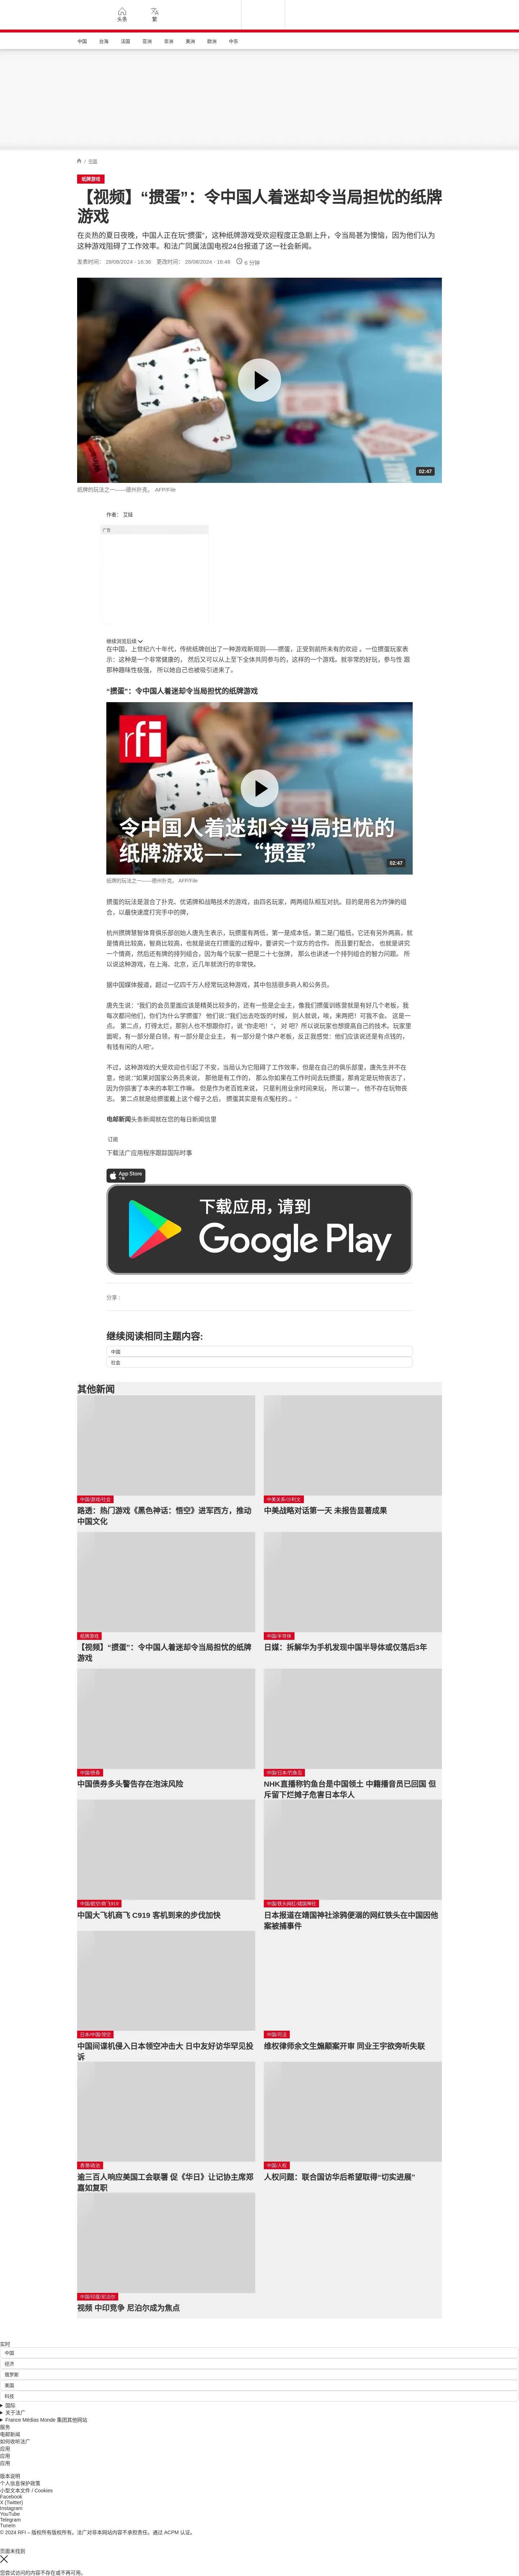 头条
繁
中国 台海 法国 亚洲 非洲 美洲 欧洲 中东
/ 中国
纸牌游戏
【视频】“掼蛋”：令中国人着迷却令当局担忧的纸牌
游戏
在炎热的夏日夜晚，中国人正在玩“掼蛋”，这种纸牌游戏受欢迎程度正急剧上升，令当局甚为懊恼，因为他们认为
这种游戏阻碍了工作效率。和法广同属法国电视24台报道了这一社会新闻。
发表时间： 28/08/2024 - 16:36 更改时间： 28/08/2024 - 16:46 6 分钟
02:47
纸牌的玩法之一——德州扑克。 AFP/File
作者： 艾娃
广告
继续浏览后续
在中国，上世纪六十年代，传统纸牌创出了一种游戏新规则——掼蛋，正受到前所未有的欢迎 。一位掼蛋玩家表
示：这种是一个非常健康的， 然后又可以从上至下全体共同参与的，这样的一个游戏。就非常的好玩，参与性 跟
那种趣味性极强， 所以她自己也被吸引进来了。
“掼蛋”：令中国人着迷却令当局担忧的纸牌游戏
rfi
令中国人着迷却令当局担忧的
纸牌游戏——“掼蛋”
02:47
纸牌的玩法之一——德州扑克。 AFP/File
掼蛋的玩法是混合了扑克、优诺牌和战略技术的游戏，由四名玩家，两两组队相互对抗。目的是用名为炸弹的组
合，以最快速度打完手中的牌，
杭州掼牌慧智体育俱乐部创始人唐先生表示，玩掼蛋有两低，第一是成本低，第二是门槛低，它还有另外两高，就
是情商比较高，智商比较高，也就是说在打掼蛋的过程中，要讲究一个双方的合作， 而且要打配合， 也就是讲究
一个情商，然后还有牌的排列组合，因为每个玩家一把是二十七张牌， 那么也讲述一个排列组合的智力问题。 所
以说这种游戏，在上海、北京，近几年就流行的非常快。
据中国媒体报道，超过一亿四千万人经常玩这种游戏，其中包括很多商人和公务员。
唐先生说：“我们的会员里面应该是精英比较多的，还有一些是企业主，像我们掼蛋训练营就是有好几个老板，我
每次都问他们，你们为什么学掼蛋？ 他们说:“我们出去吃饭的时候， 别人就说，唉，来两把！可我不会。 这是一
点。 第二点，打得太烂，那别人也不想跟你打，说 “你走吧！”， 对 吧？所以说玩家也想提高自己的技术。玩家里
面呢，有一部分是白领，有一部分是企业主， 有一部分是个体户老板，反正我感觉：他们应该说还是有点钱的，
有钱有闲的人吧”。
不过，这种游戏的大受欢迎也引起了不安，当局认为它阻碍了工作效率，但是在自己的俱乐部里，唐先生并不在
意，他说 :“如果对国家公务员来说， 那他是有工作的， 那么你如果在工作时间去玩掼蛋，那肯定是玩物丧志了，
因为你损害了本来的本职工作嘛。 但是作为老百姓来说， 只是利用业余时间来玩， 所以第一， 他不存在玩物丧
志。 第二点就是给掼蛋戴上这个帽子之后， 掼蛋其实是有点冤枉的 。”
电邮新闻头条新闻就在您的每日新闻信里
订阅
下载法广应用程序跟踪国际时事
App Store
下载
下载应用，请到
Google Play
分享 :
继续阅读相同主题内容:
中国
社会
其他新闻
中国/游戏/社会
路透：热门游戏《黑色神话：悟空》进军西方，推动
中国文化
中美关系/沙利文
中美战略对话第一天 未报告显著成果
纸牌游戏
【视频】“掼蛋”：令中国人着迷却令当局担忧的纸牌
游戏
中国/半导体
日媒：拆解华为手机发现中国半导体或仅落后3年
中国/债券
中国债券多头警告存在泡沫风险
中国/日本/钓鱼岛
NHK直播称钓鱼台是中国领土 中籍播音员已回国 但
斥留下烂摊子危害日本华人
中国/航空/商飞919
中国大飞机商飞 C919 客机到来的步伐加快
中国/铁头网红/靖国神社
日本报道在靖国神社涂鸦便溺的网红铁头在中国因他
案被捕事件
日本/中国/领空
中国间谍机侵入日本领空冲击大 日中友好访华罕见投
诉
中国/司法
维权律师余文生煽颠案开审 同业王宇欲旁听失联
香港/政治
逾三百人响应美国工会联署 促《华日》让记协主席郑
嘉如复职
中国/人权
人权问题：联合国访华后希望取得“切实进展”
中国/印度/尼泊尔
视频 中印竞争 尼泊尔成为焦点
实时
中国
经济
俄罗斯
美国
科技
国际
关于法广
France Médias Monde 集团其他网站
服务
电邮新闻
如何收听法广
应用
应用
应用
版本说明
个人信息保护政策
小型文本文件 / Cookies
Facebook
X (Twitter)
Instagram
YouTube
Telegram
TuneIn
© 2024 RFI – 版权所有版权所有。法广对非本网站内容不承担责任。通过 ACPM 认证。
页面未找到
您尝试访问的内容不存在或不再可用。